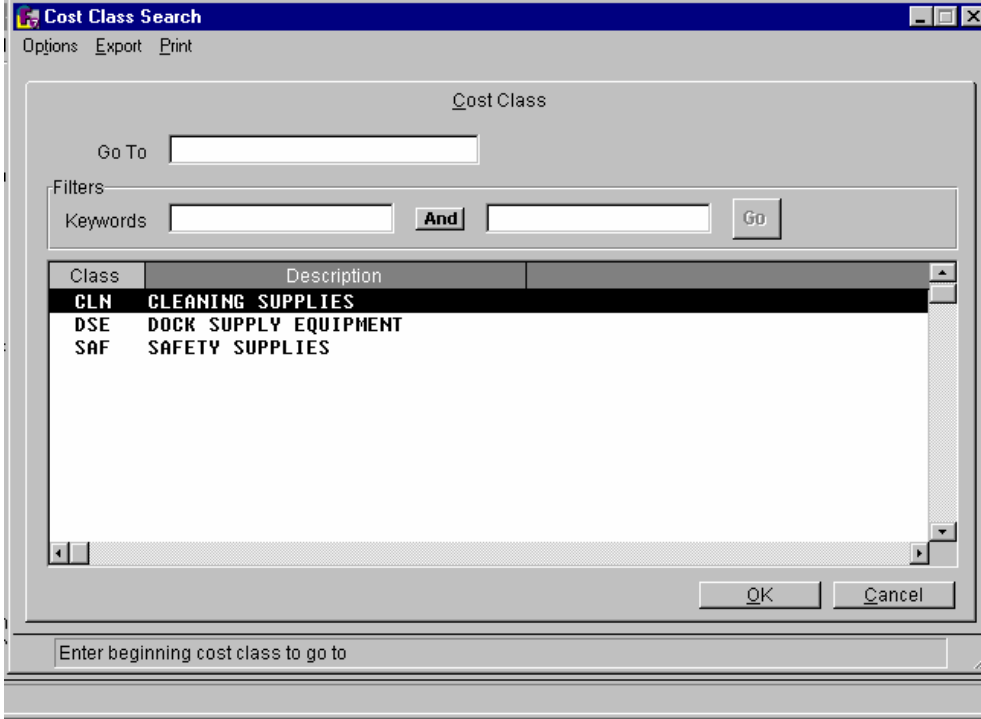 Cost Class Search
Options Export Print
Cost Class
Go To
Filters
Keywords And Go
Class Description
CLN CLEANING SUPPLIES
DSE DOCK SUPPLY EQUIPMENT
SAF SAFETY SUPPLIES
OK Cancel
Enter beginning cost class to go to